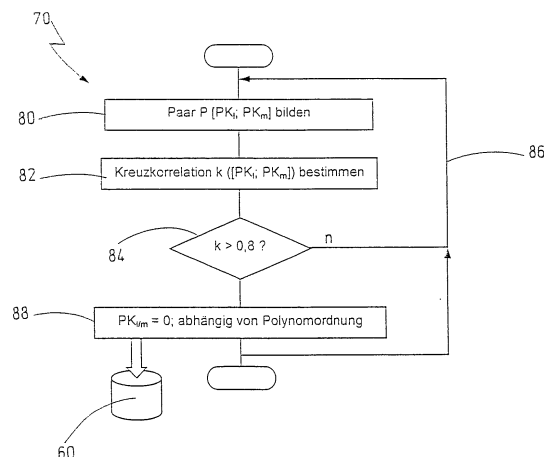 70
80
Paar P [PKl; PKm] bilden
82
Kreuzkorrelation k ([PKl; PKm]) bestimmen
86
84
k > 0,8 ?
n
88
PKl/m = 0; abhängig von Polynomordnung
60